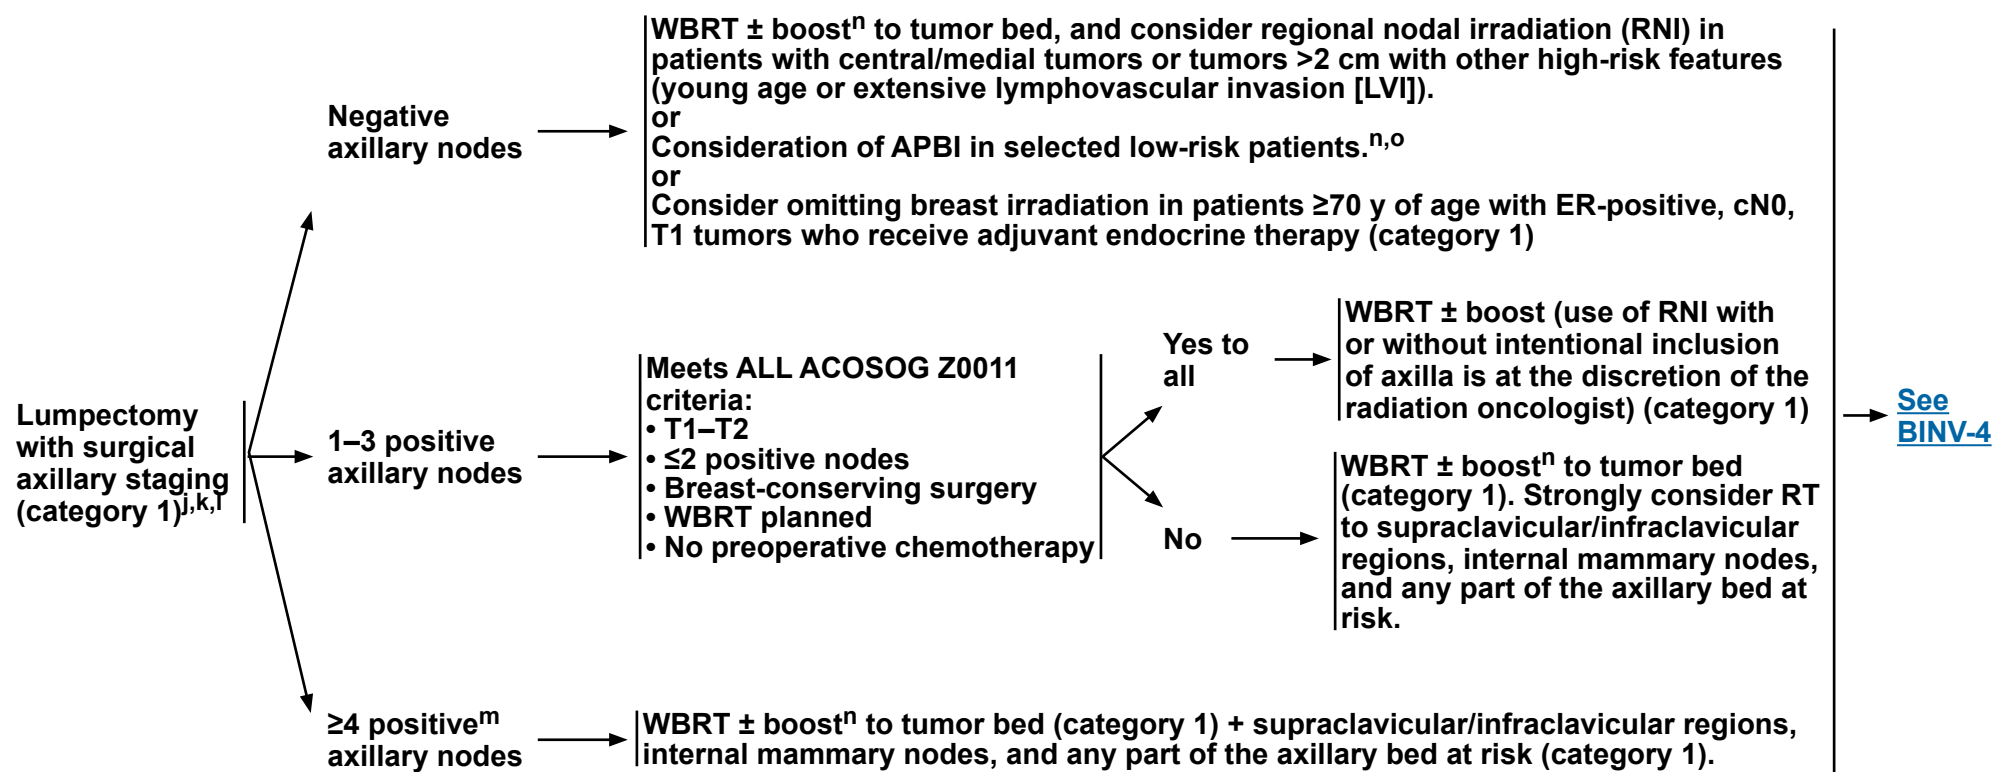 Lumpectomy
with surgical
axillary staging
(category 1)j,k,l
Negative
axillary nodes
WBRT ± boostn to tumor bed, and consider regional nodal irradiation (RNI) in
patients with central/medial tumors or tumors >2 cm with other high-risk features
(young age or extensive lymphovascular invasion [LVI]).
or
Consideration of APBI in selected low-risk patients.n,o
or
Consider omitting breast irradiation in patients ≥70 y of age with ER-positive, cN0,
T1 tumors who receive adjuvant endocrine therapy (category 1)
1–3 positive
axillary nodes
Meets ALL ACOSOG Z0011
criteria:
• T1–T2
• ≤2 positive nodes
• Breast-conserving surgery
• WBRT planned
• No preoperative chemotherapy
Yes to
all
WBRT ± boost (use of RNI with
or without intentional inclusion
of axilla is at the discretion of the
radiation oncologist) (category 1)
No
WBRT ± boostn to tumor bed
(category 1). Strongly consider RT
to supraclavicular/infraclavicular
regions, internal mammary nodes,
and any part of the axillary bed at
risk.
≥4 positivem
axillary nodes
WBRT ± boostn to tumor bed (category 1) + supraclavicular/infraclavicular regions,
internal mammary nodes, and any part of the axillary bed at risk (category 1).
See
BINV-4